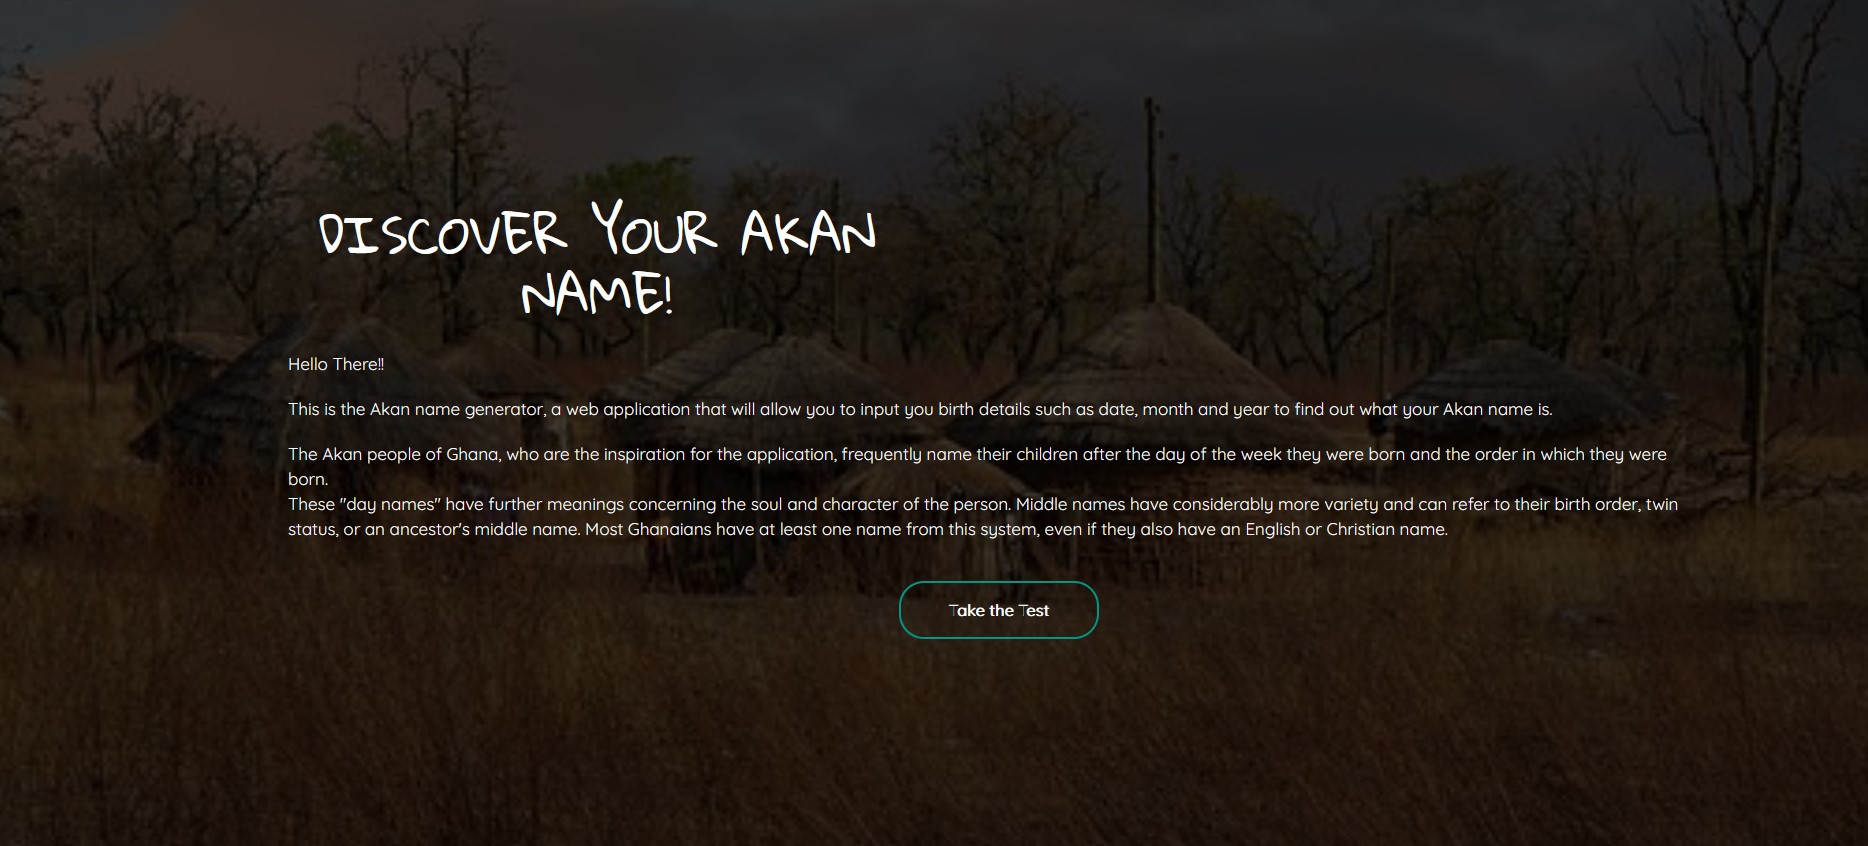 DISCOVER YOUR AKAN
NAME!
Hello There!!
This is the Akan name generator, a web application that will allow you to input you birth details such as date, month and year to find out what your Akan name is.
The Akan people of Ghana, who are the inspiration for the application, frequently name their children after the day of the week they were born and the order in which they were
born.
These "day names" have further meanings concerning the soul and character of the person. Middle names have considerably more variety and can refer to their birth order, twin
status, or an ancestor's middle name. Most Ghanaians have at least one name from this system, even if they also have an English or Christian name.
Take the Test